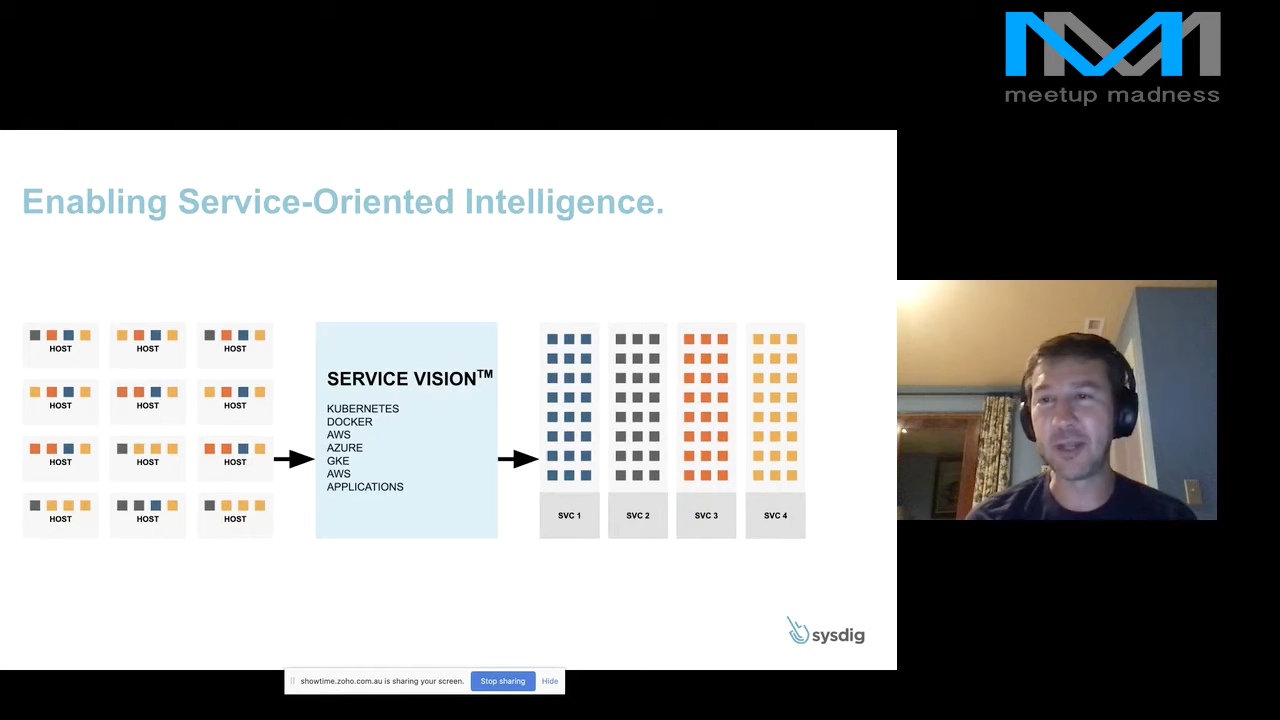 meetup madness
Enabling Service-Oriented Intelligence.
HOST HOST HOST
HOST HOST HOST
HOST HOST HOST
HOST HOST HOST
SERVICE VISION™
KUBERNETES
DOCKER
AWS
AZURE
GKE
AWS
APPLICATIONS
SVC 1 SVC 2 SVC 3 SVC 4
sysdig
showtime.zoho.com.au is sharing your screen. Stop sharing Hide